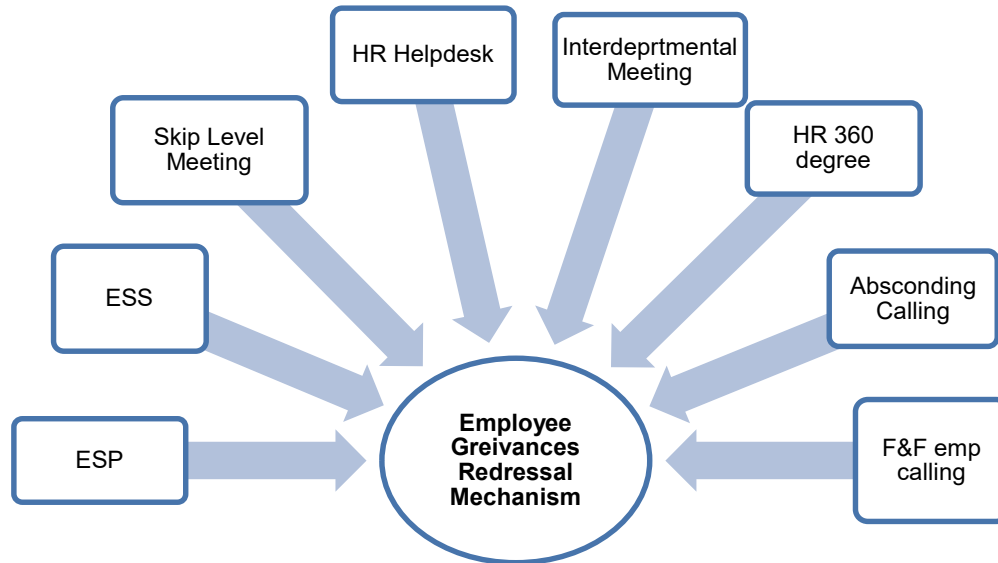 HR Helpdesk
Interdeprtmental
Meeting
Skip Level
Meeting
HR 360
degree
ESS
Absconding
Calling
ESP
Employee
Greivances
Redressal
Mechanism
F&F emp
calling